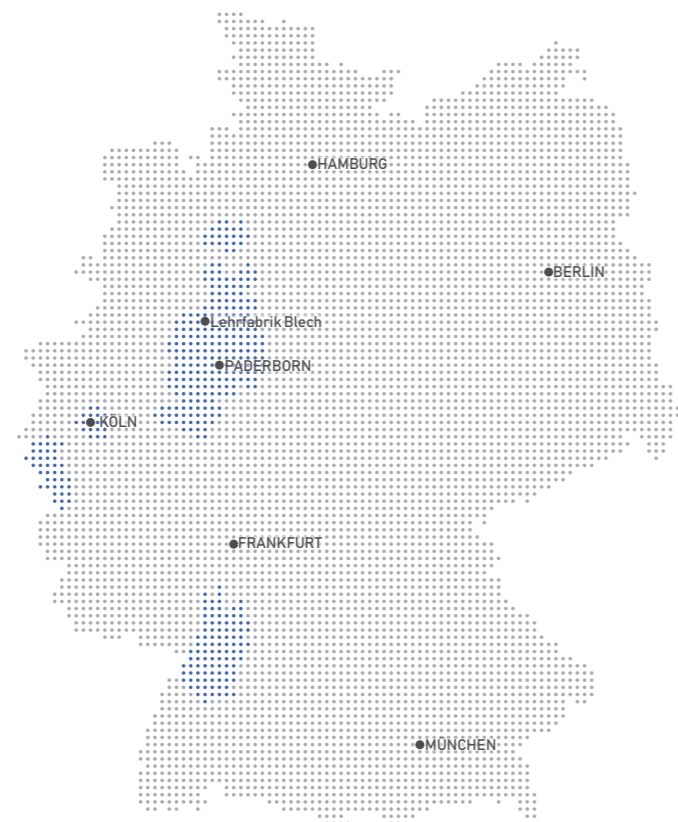 HAMBURG
BERLIN
Lehrfabrik Blech
PADERBORN
KÖLN
FRANKFURT
MÜNCHEN